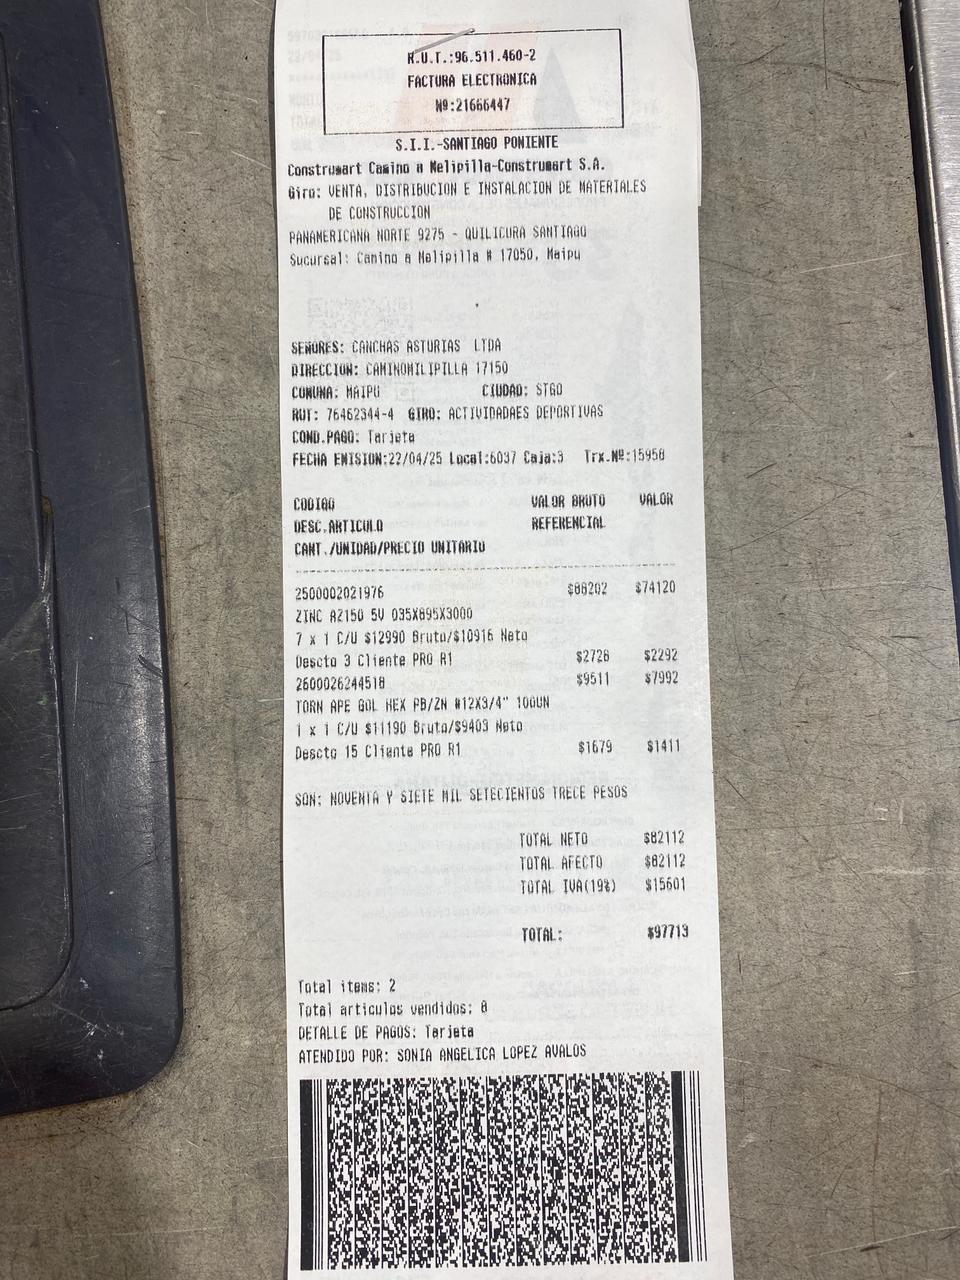 R.U.T.:96.511.460-2
FACTURA ELECTRONICA
Nº:21666447
S.I.I.-SANTIAGO PONIENTE
Construmart Camino a Melipilla-Construmart S.A.
Giro: VENTA, DISTRIBUCION E INSTALACION DE MATERIALES
DE CONSTRUCCION
PANAMERICANA NORTE 9275 - QUILICURA SANTIAGO
Sucursal: Camino a Melipilla # 17050, Maipu
SEÑORES: CANCHAS ASTURIAS LTDA
DIRECCION: CAMINOMILIPILLA 17150
COMUNA: MAIPU CIUDAD: STGO
RUT: 76462344-4 GIRO: ACTIVIDADAES DEPORTIVAS
COND.PAGO: Tarjeta
FECHA EMISION:22/04/25 Local:6037 Caja:3 Trx.Nº:15958
CODIGO VALOR BRUTO VALOR
DESC.ARTICULO REFERENCIAL
CANT./UNIDAD/PRECIO UNITARIO
2500002021976 $88202 $74120
ZINC AZ150 5V 035X895X3000
7 x 1 C/U $12990 Bruto/$10916 Neto
Descto 3 Cliente PRO R1 $2728 $2292
2600026244518 $9511 $7992
TORN APE GOL HEX PB/ZN #12X3/4" 100UN
1 x 1 C/U $11190 Bruto/$9403 Neto
Descto 15 Cliente PRO R1 $1679 $1411
SON: NOVENTA Y SIETE MIL SETECIENTOS TRECE PESOS
TOTAL NETO $82112
TOTAL AFECTO $82112
TOTAL IVA(19%) $15601
TOTAL: $97713
Total items: 2
Total articulos vendidos: 8
DETALLE DE PAGOS: Tarjeta
ATENDIDO POR: SONIA ANGELICA LOPEZ AVALOS